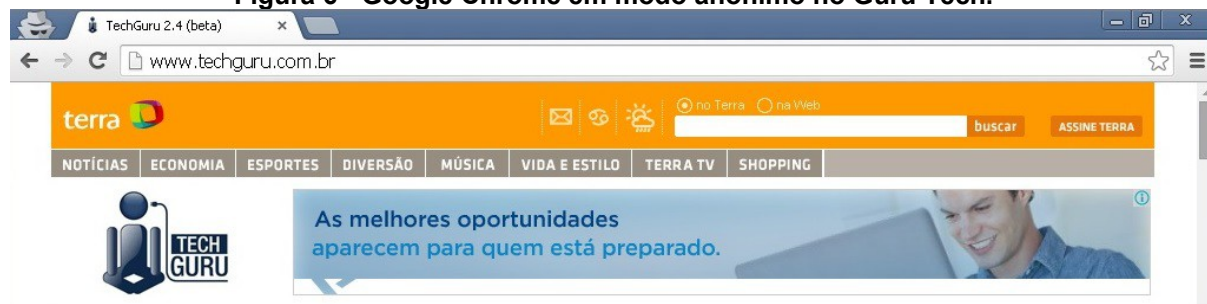 Figura 6 - Google Chrome em modo anônimo no Guru Tech.
TechGuru 2.4 (beta)
www.techguru.com.br
terra
no Terra na Web
buscar
ASSINE TERRA
NOTÍCIAS ECONOMIA ESPORTES DIVERSÃO MÚSICA VIDA E ESTILO TERRA TV SHOPPING
TECH
GURU
As melhores oportunidades
aparecem para quem está preparado.